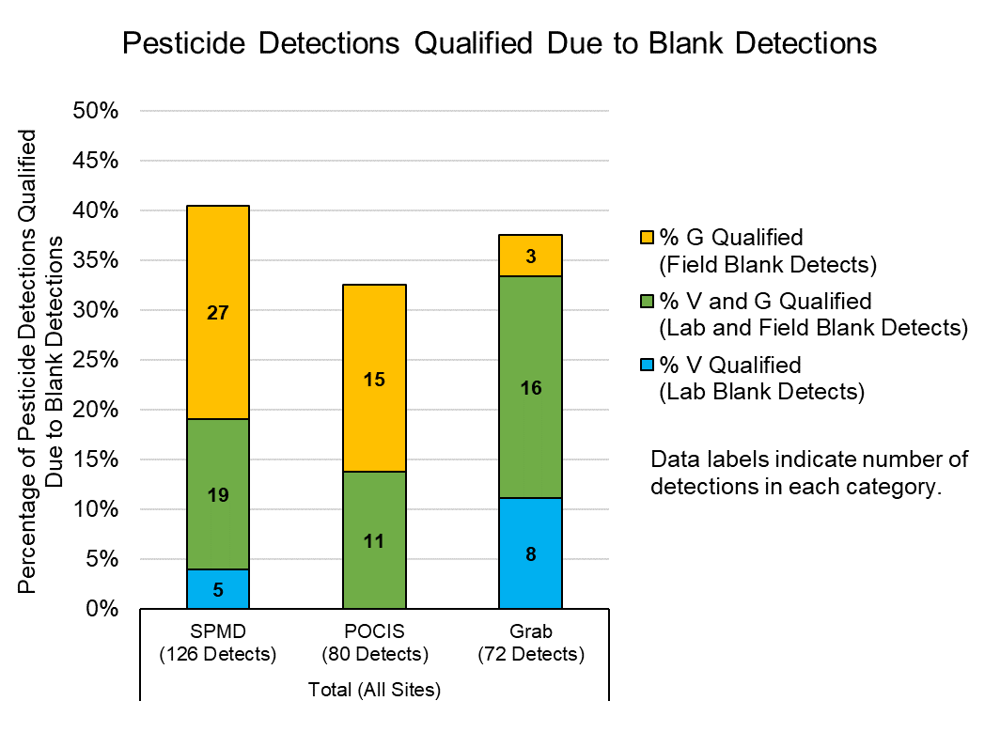 Pesticide Detections Qualified Due to Blank Detections
Percentage of Pesticide Detections Qualified
Due to Blank Detections
50%
45%
40%
35%
30%
25%
20%
15%
10%
5%
0%
27
19
5
15
11
3
16
8
SPMD
(126 Detects)
POCIS
(80 Detects)
Grab
(72 Detects)
Total (All Sites)
% G Qualified
(Field Blank Detects)
% V and G Qualified
(Lab and Field Blank Detects)
% V Qualified
(Lab Blank Detects)
Data labels indicate number of
detections in each category.